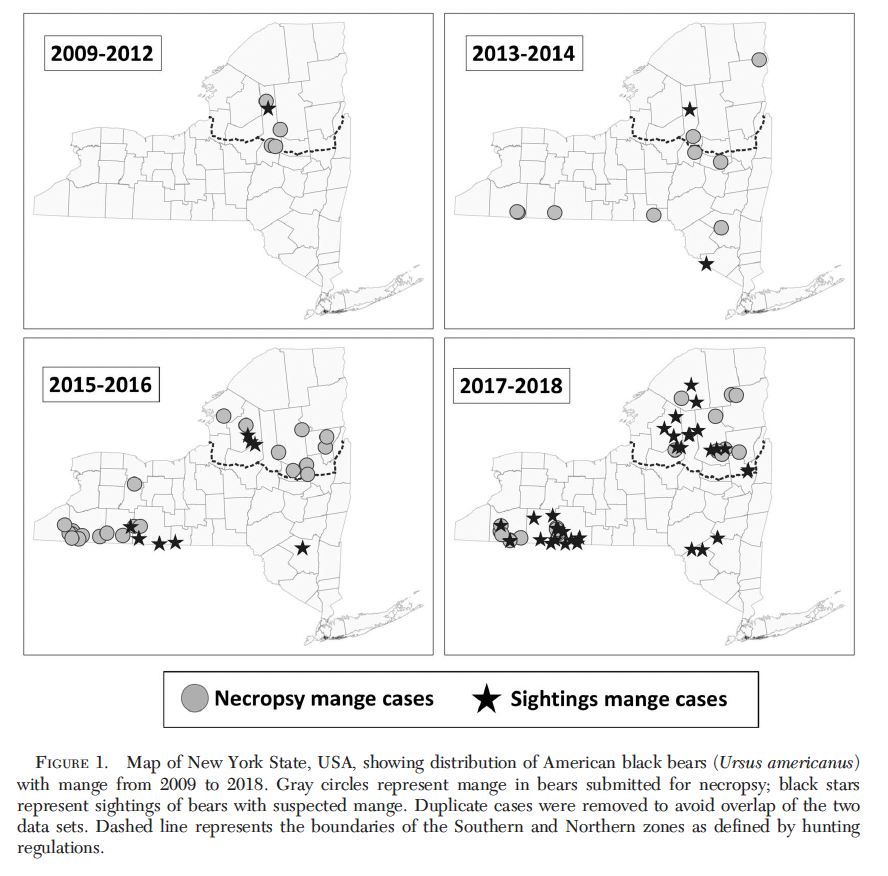 2009-2012
2013-2014
2015-2016
2017-2018
Necropsy mange cases
Sightings mange cases
FIGURE 1. Map of New York State, USA, showing distribution of American black bears (Ursus americanus)
with mange from 2009 to 2018. Gray circles represent mange in bears submitted for necropsy; black stars
represent sightings of bears with suspected mange. Duplicate cases were removed to avoid overlap of the two
data sets. Dashed line represents the boundaries of the Southern and Northern zones as defined by hunting
regulations.